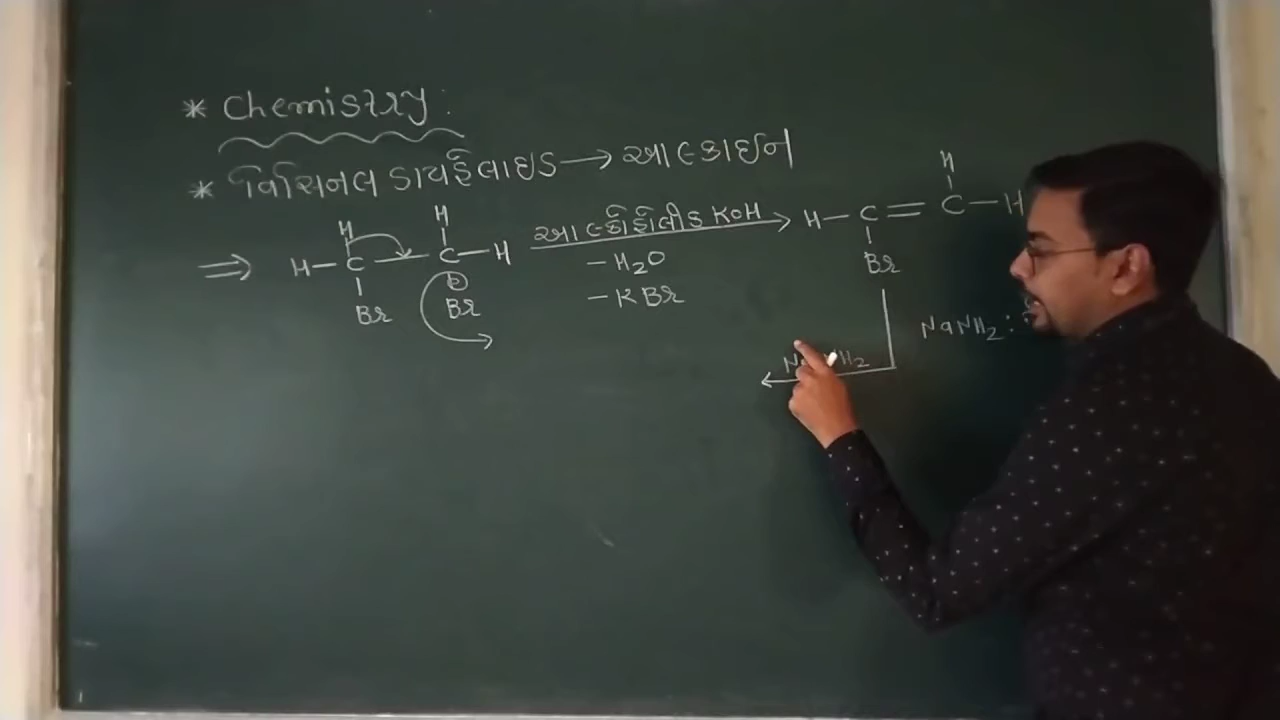 * Chemistry:
* વિસિનલ ડાયહેલાઇડ → આલ્કાઇન
H H H
⇒ H – C – C – H આલ્કોહોલીક KOH → H – C = C – H
Br Br – H2O Br
– KBr
NaNH2:
NaNH2